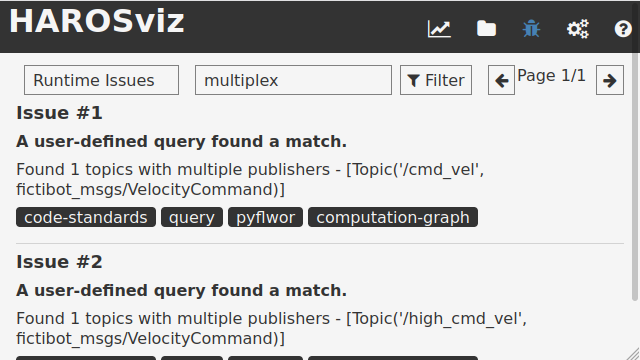 HAROSviz
Runtime Issues multiplex Filter Page 1/1
Issue #1
A user-defined query found a match.
Found 1 topics with multiple publishers - [Topic('/cmd_vel',
fictibot_msgs/VelocityCommand)]
code-standards query pyflwor computation-graph
Issue #2
A user-defined query found a match.
Found 1 topics with multiple publishers - [Topic('/high_cmd_vel',
fictibot_msgs/VelocityCommand)]